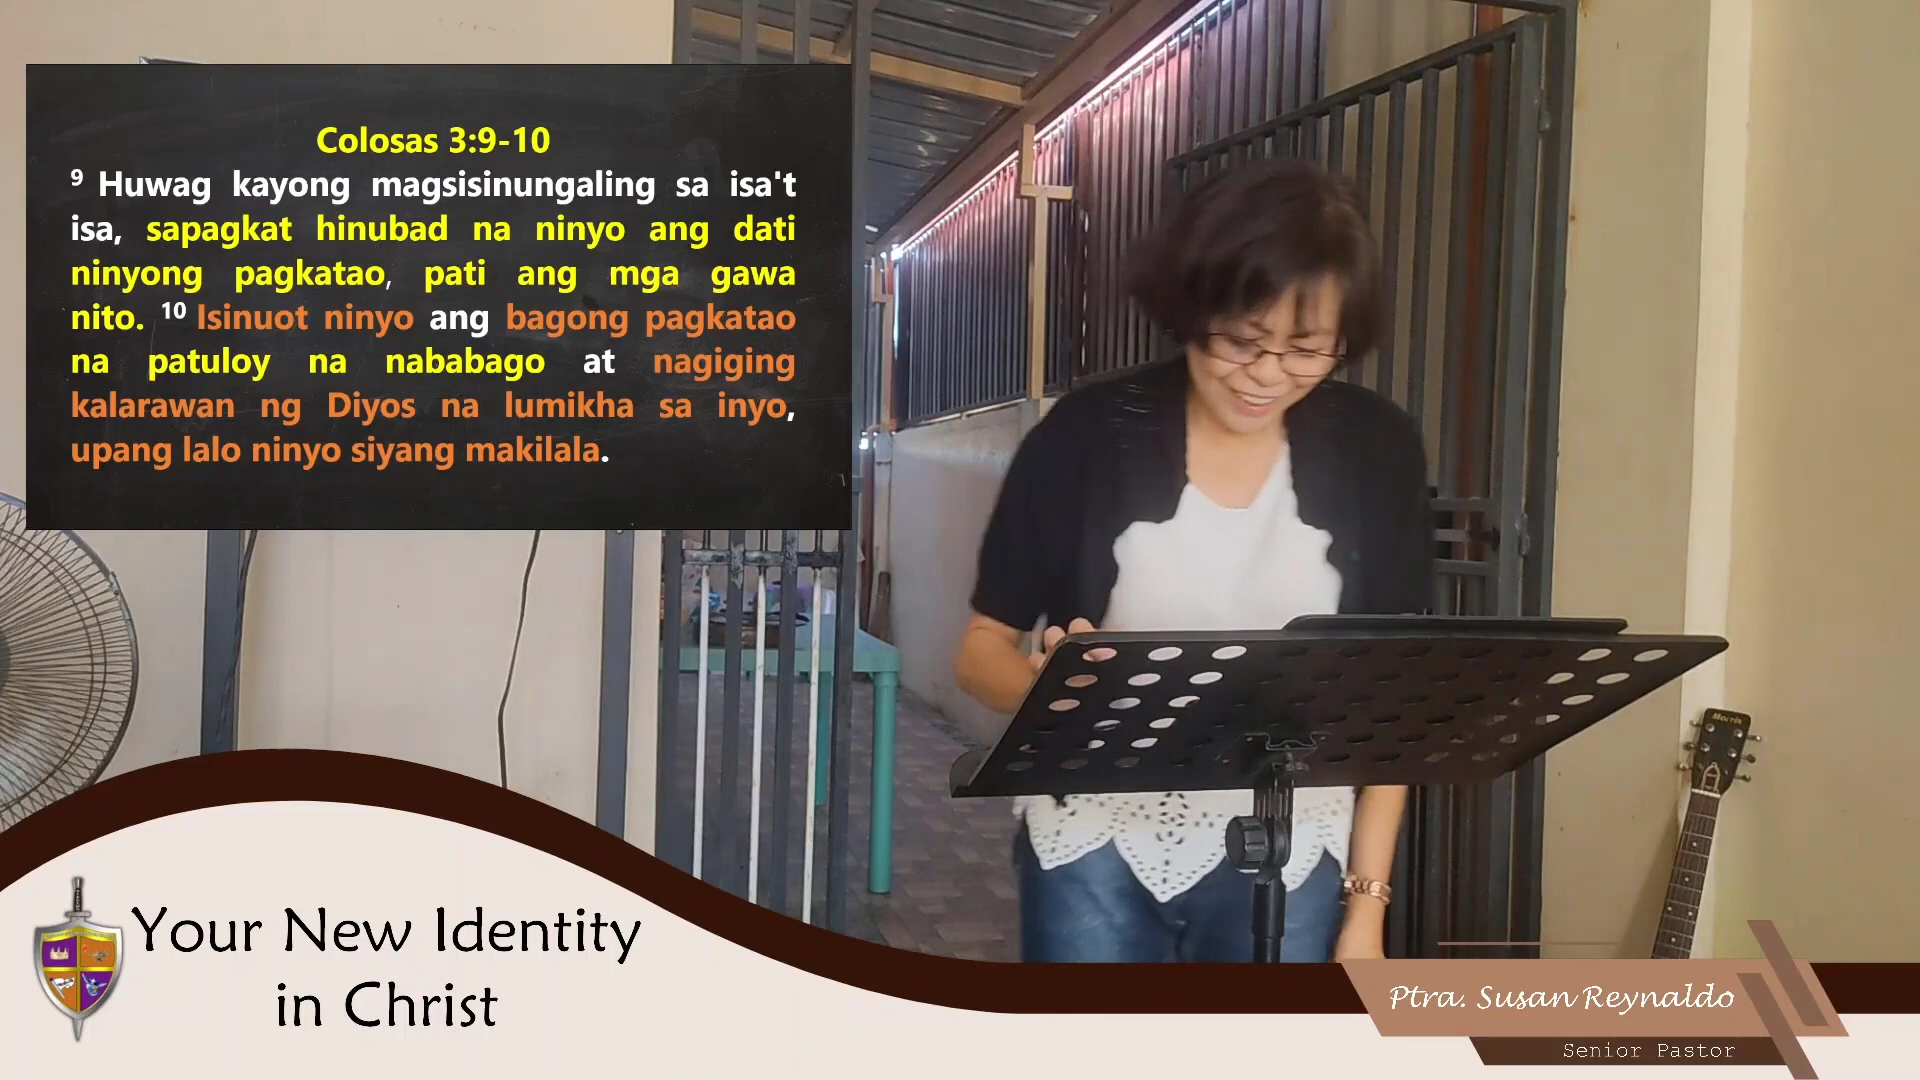 Colosas 3:9-10
9 Huwag kayong magsisinungaling sa isa't
isa, sapagkat hinubad na ninyo ang dati
ninyong pagkatao, pati ang mga gawa
nito. 10 Isinuot ninyo ang bagong pagkatao
na patuloy na nababago at nagiging
kalarawan ng Diyos na lumikha sa inyo,
upang lalo ninyo siyang makilala.
Morris
Your New Identity
in Christ
Ptra. Susan Reynaldo
Senior Pastor